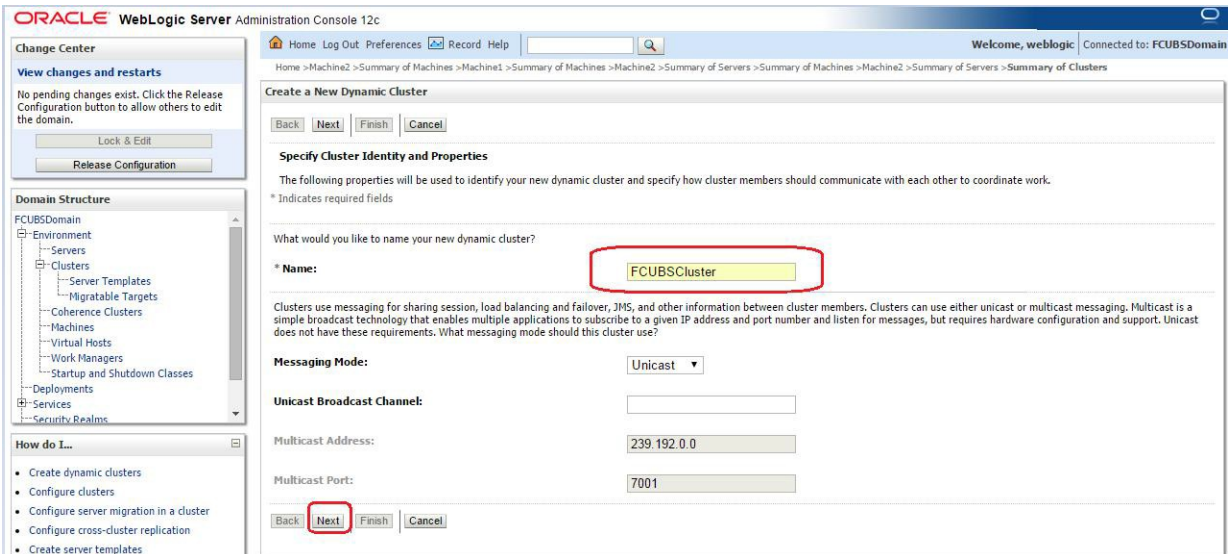 ORACLE WebLogic Server Administration Console 12c
Change Center
View changes and restarts
No pending changes exist. Click the Release
Configuration button to allow others to edit
the domain.
Lock & Edit
Release Configuration
Domain Structure
FCUBSDomain
Environment
Servers
Clusters
Server Templates
Migratable Targets
Coherence Clusters
Machines
Virtual Hosts
Work Managers
Startup and Shutdown Classes
Deployments
Services
Security Realms
How do I...
Create dynamic clusters
Configure clusters
Configure server migration in a cluster
Configure cross-cluster replication
Create server templates
Home Log Out Preferences Record Help
Welcome, weblogic Connected to: FCUBSDomain
Home >Machine2 >Summary of Machines >Machine1 >Summary of Machines >Machine2 >Summary of Servers >Summary of Machines >Machine2 >Summary of Servers >Summary of Clusters
Create a New Dynamic Cluster
Back Next Finish Cancel
Specify Cluster Identity and Properties
The following properties will be used to identify your new dynamic cluster and specify how cluster members should communicate with each other to coordinate work.
* Indicates required fields
What would you like to name your new dynamic cluster?
* Name: FCUBSCluster
Clusters use messaging for sharing session, load balancing and failover, JMS, and other information between cluster members. Clusters can use either unicast or multicast messaging. Multicast is a
simple broadcast technology that enables multiple applications to subscribe to a given IP address and port number and listen for messages, but requires hardware configuration and support. Unicast
does not have these requirements. What messaging mode should this cluster use?
Messaging Mode: Unicast
Unicast Broadcast Channel:
Multicast Address: 239.192.0.0
Multicast Port: 7001
Back Next Finish Cancel